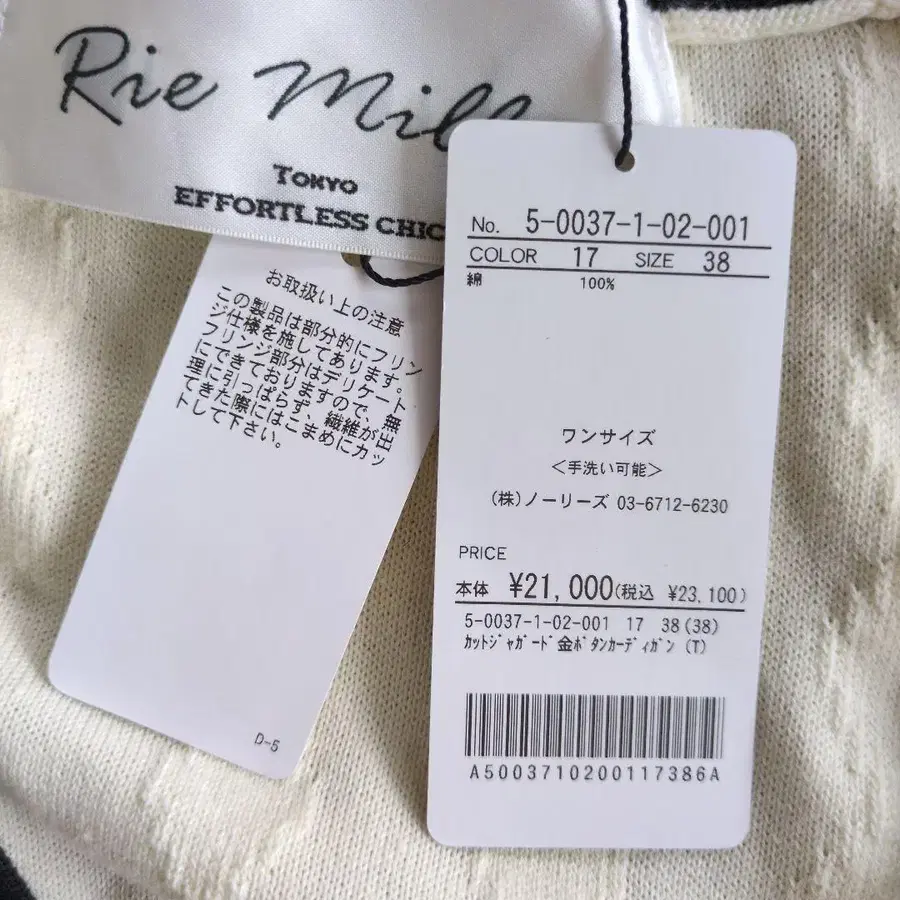 Rie Mill
TOKYO
EFFORTLESS CHIC
お取扱い上の注意
この製品は部分的にフリン
ジ仕様を施してあります。
フリンジ部分はデリケート
にできておりますので、無
理に引っぱらず、繊維が出
てきた際にはこまめにカッ
トして下さい。
D-5
No. 5-0037-1-02-001
COLOR 17 SIZE 38
綿 100%
ワンサイズ
<手洗い可能>
(株)ノーリーズ 03-6712-6230
PRICE
本体 ¥21,000(税込 ¥23,100)
5-0037-1-02-001 17 38(38)
ｶｯﾄｼﾞｬｶﾞｰﾄﾞ金ﾎﾞﾀﾝｶｰﾃﾞｨｶﾞﾝ (T)
A5003710200117386A